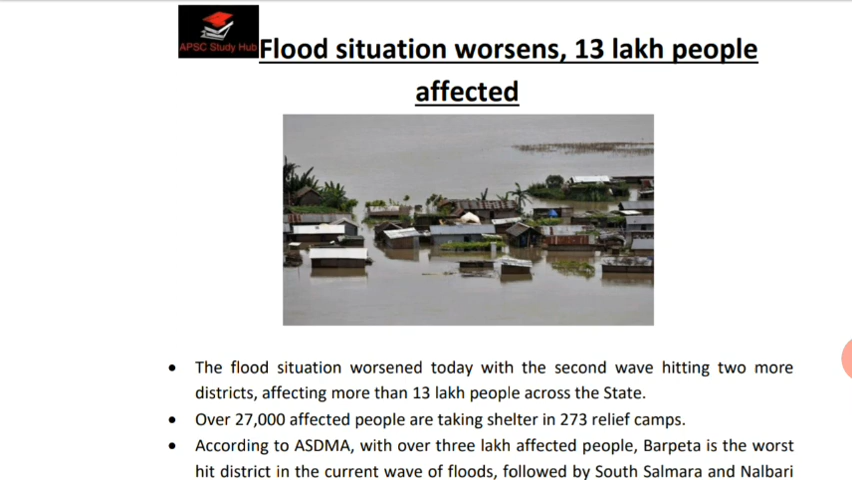 APSC Study Hub
Flood situation worsens, 13 lakh people
affected
• The flood situation worsened today with the second wave hitting two more
districts, affecting more than 13 lakh people across the State.
• Over 27,000 affected people are taking shelter in 273 relief camps.
• According to ASDMA, with over three lakh affected people, Barpeta is the worst
hit district in the current wave of floods, followed by South Salmara and Nalbari